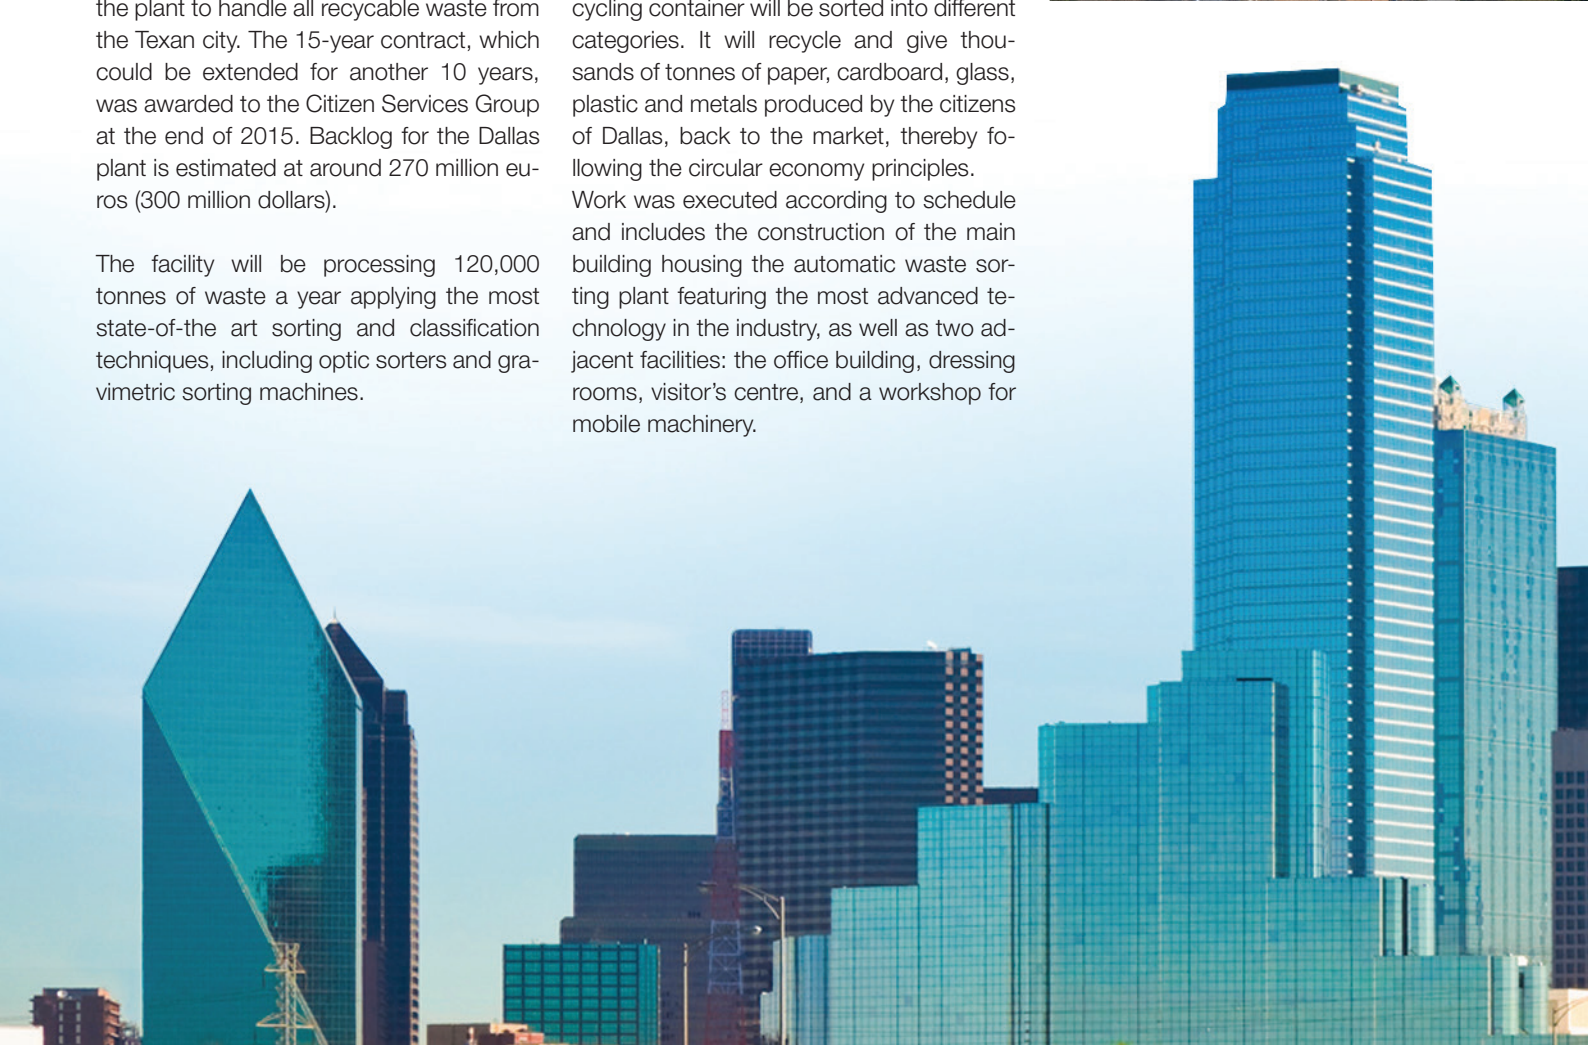 the plant to handle all recycable waste from
the Texan city. The 15-year contract, which
could be extended for another 10 years,
was awarded to the Citizen Services Group
at the end of 2015. Backlog for the Dallas
plant is estimated at around 270 million eu-
ros (300 million dollars).
The facility will be processing 120,000
tonnes of waste a year applying the most
state-of-the art sorting and classification
techniques, including optic sorters and gra-
vimetric sorting machines.
cycling container will be sorted into different
categories. It will recycle and give thou-
sands of tonnes of paper, cardboard, glass,
plastic and metals produced by the citizens
of Dallas, back to the market, thereby fo-
llowing the circular economy principles.
Work was executed according to schedule
and includes the construction of the main
building housing the automatic waste sor-
ting plant featuring the most advanced te-
chnology in the industry, as well as two ad-
jacent facilities: the office building, dressing
rooms, visitor’s centre, and a workshop for
mobile machinery.